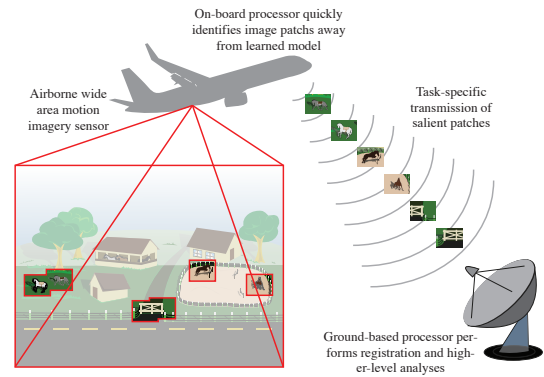 On-board processor quickly
identifies image patchs away
from learned model
Airborne wide
area motion
imagery sensor
Task-specific
transmission of
salient patches
Ground-based processor per-
forms registration and high-
er-level analyses